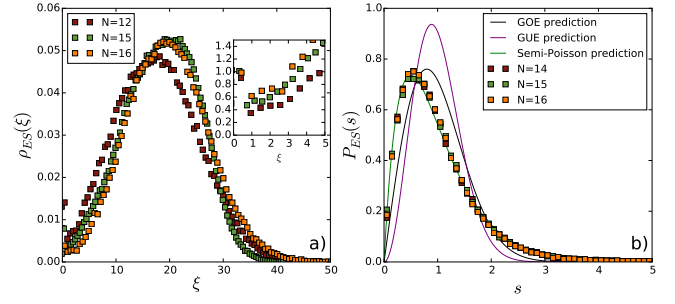 0.06
0.05
0.04
0.03
0.02
0.01
0.00
ρ_ES(ξ)
N=12
N=15
N=16
1.4
1.2
1.0
0.8
0.6
0.4
0.2
0.0
0 1 2 3 4 5
ξ
a)
0 10 20 30 40 50
ξ
1.0
0.8
0.6
0.4
0.2
0.0
P_ES(s)
GOE prediction
GUE prediction
Semi-Poisson prediction
N=14
N=15
N=16
b)
0 1 2 3 4 5
s